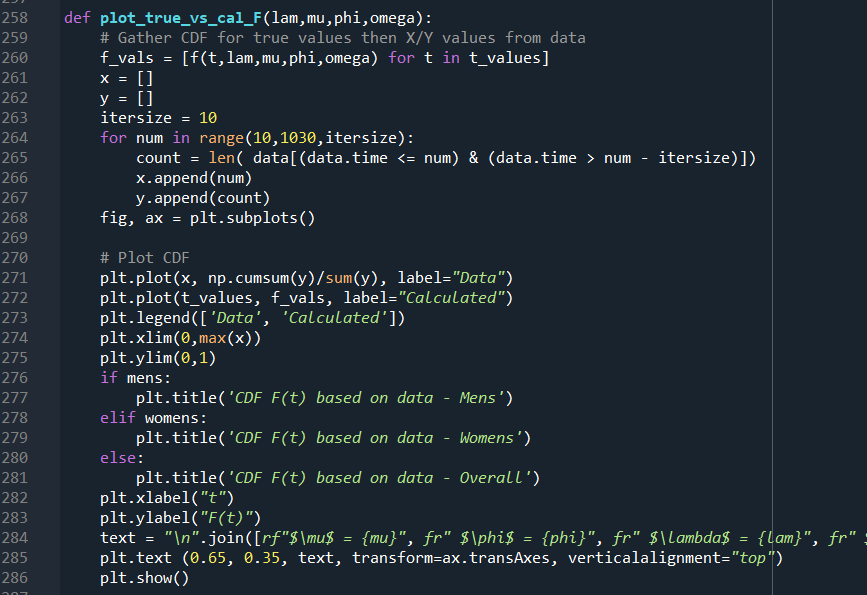 258 def plot_true_vs_cal_F(lam,mu,phi,omega):
259     # Gather CDF for true values then X/Y values from data
260     f_vals = [f(t,lam,mu,phi,omega) for t in t_values]
261     x = []
262     y = []
263     itersize = 10
264     for num in range(10,1030,itersize):
265         count = len( data[(data.time <= num) & (data.time > num - itersize)])
266         x.append(num)
267         y.append(count)
268     fig, ax = plt.subplots()
269
270     # Plot CDF
271     plt.plot(x, np.cumsum(y)/sum(y), label="Data")
272     plt.plot(t_values, f_vals, label="Calculated")
273     plt.legend(['Data', 'Calculated'])
274     plt.xlim(0,max(x))
275     plt.ylim(0,1)
276     if mens:
277         plt.title('CDF F(t) based on data - Mens')
278     elif womens:
279         plt.title('CDF F(t) based on data - Womens')
280     else:
281         plt.title('CDF F(t) based on data - Overall')
282     plt.xlabel("t")
283     plt.ylabel("F(t)")
284     text = "\n".join([rf"$\mu$ = {mu}", fr" $\phi$ = {phi}", fr" $\lambda$ = {lam}", fr"
285     plt.text (0.65, 0.35, text, transform=ax.transAxes, verticalalignment="top")
286     plt.show()